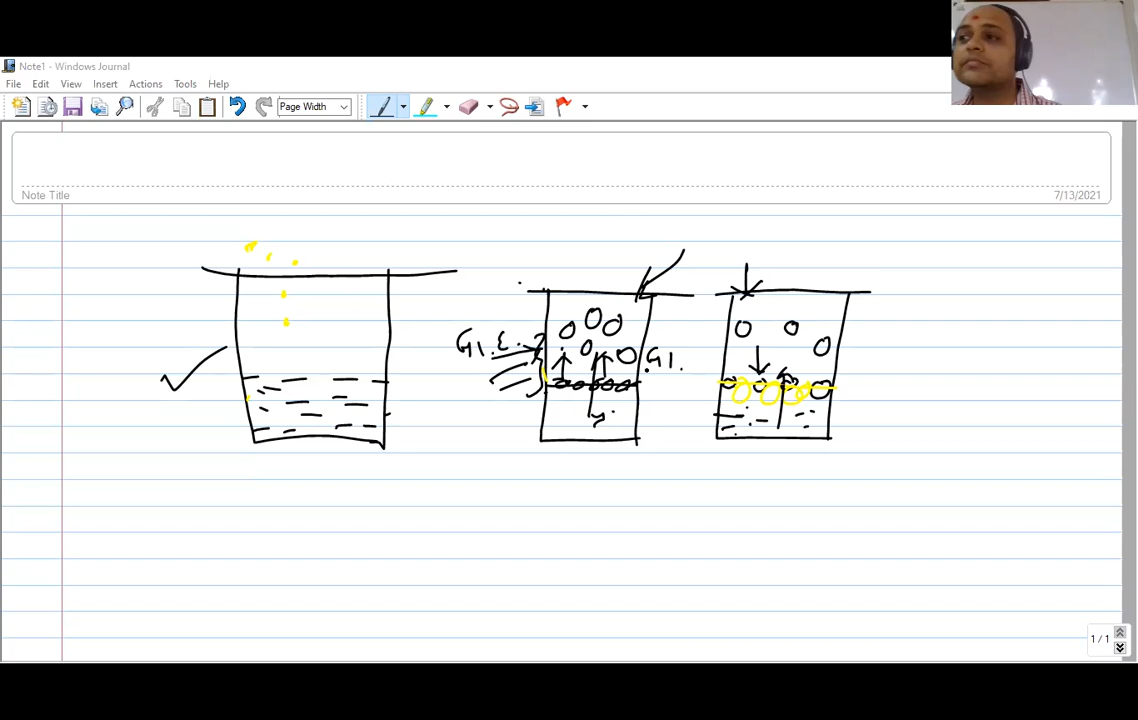 Note1 - Windows Journal
File Edit View Insert Actions Tools Help
Page Width
Note Title
7/13/2021
G1.
1 / 1